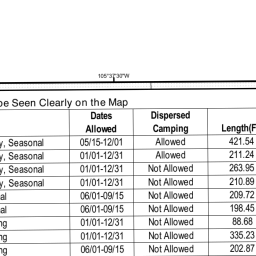 105°37'30"W
be Seen Clearly on the Map
Dates Allowed Dispersed Camping Length(F
y, Seasonal 05/15-12/01 Allowed 421.54
y, Seasonal 01/01-12/31 Allowed 211.24
y, Seasonal 01/01-12/31 Not Allowed 263.95
y, Seasonal 01/01-12/31 Not Allowed 210.89
al 06/01-09/15 Not Allowed 209.72
al 06/01-09/15 Not Allowed 198.45
ng 01/01-12/31 Not Allowed 88.68
ng 01/01-12/31 Not Allowed 335.23
ng 06/01-09/15 Not Allowed 202.87